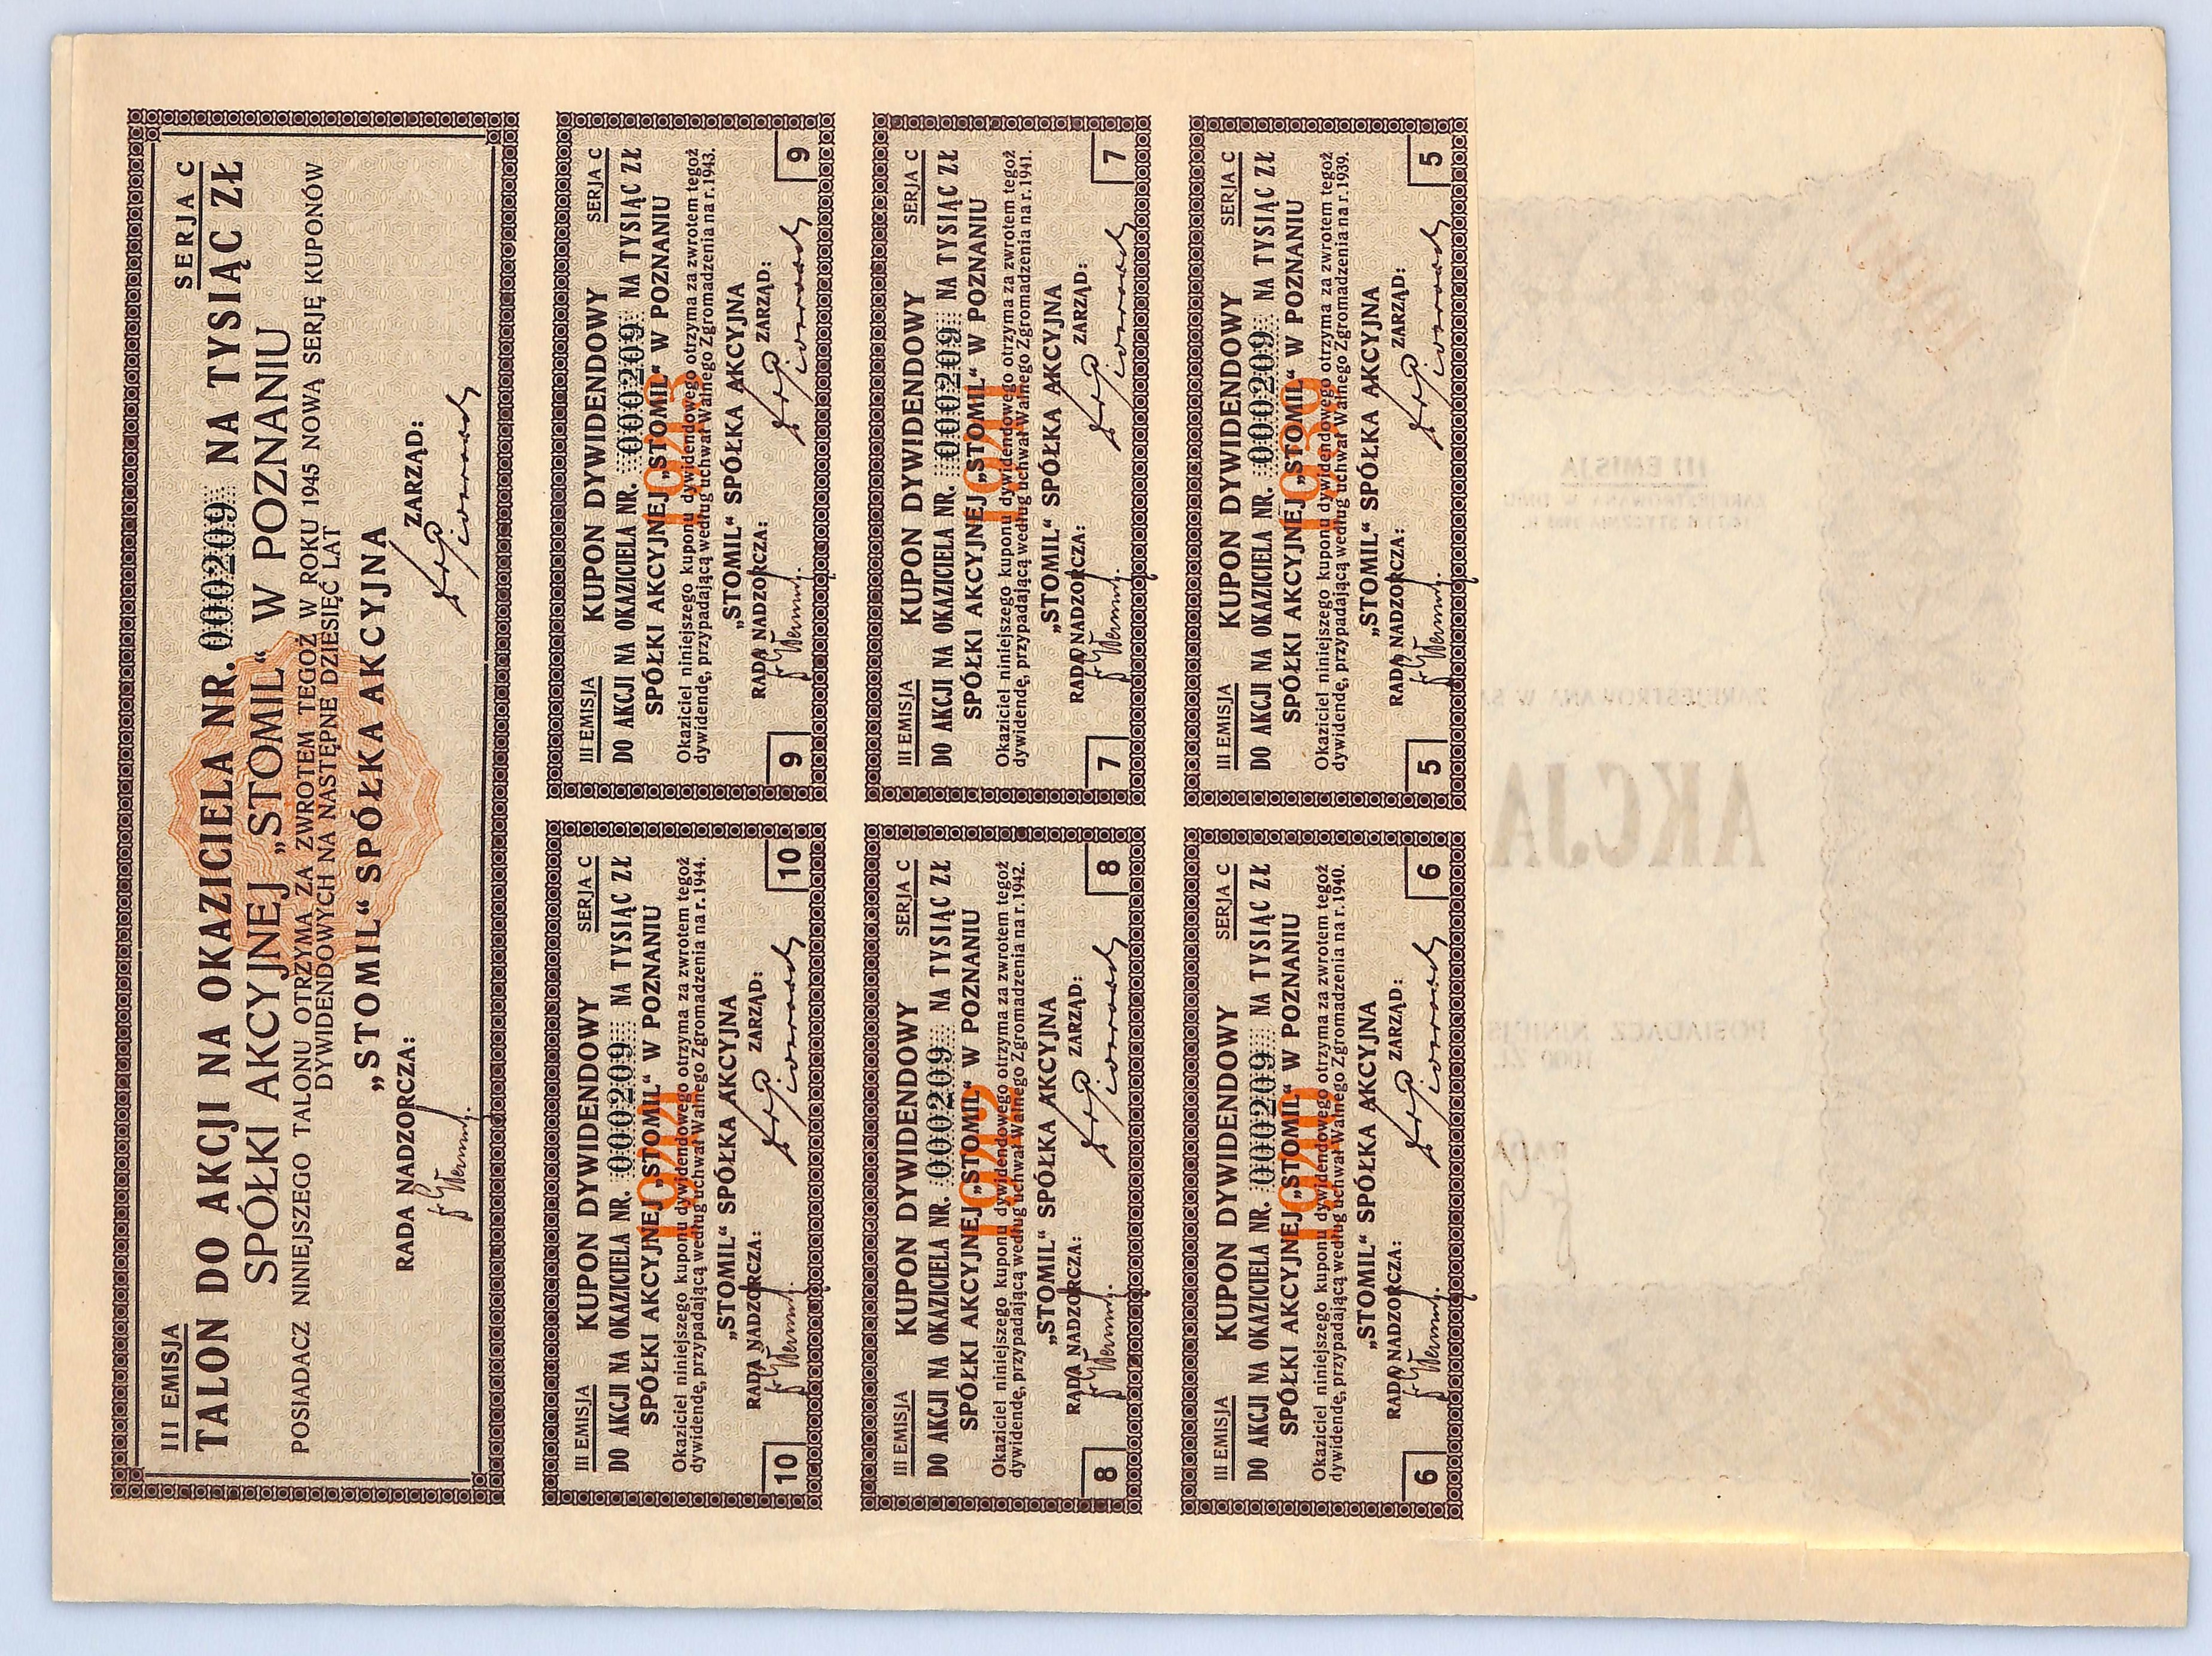 III EMISJA SERJA C
TALON DO AKCJI NA OKAZICIELA NR. 000209 NA TYSIĄC ZŁ
SPÓŁKI AKCYJNEJ „STOMIL“ W POZNANIU
POSIADACZ NINIEJSZEGO TALONU OTRZYMA ZA ZWROTEM TEGOŻ W ROKU 1945 NOWĄ SERJĘ KUPONÓW
DYWIDENDOWYCH NA NASTĘPNE DZIESIĘĆ LAT
„STOMIL“ SPÓŁKA AKCYJNA
RADA NADZORCZA: ZARZĄD:
III EMISJA SERJA C
KUPON DYWIDENDOWY
DO AKCJI NA OKAZICIELA NR. 000209 NA TYSIĄC ZŁ
SPÓŁKI AKCYJNEJ „STOMIL“ W POZNANIU
1944
Okaziciel niniejszego kuponu dywidendowego otrzyma za zwrotem tegoż
dywidendę, przypadającą według uchwał Walnego Zgromadzenia na r. 1944.
„STOMIL“ SPÓŁKA AKCYJNA
RADA NADZORCZA: ZARZĄD:
10 10
III EMISJA SERJA C
KUPON DYWIDENDOWY
DO AKCJI NA OKAZICIELA NR. 000209 NA TYSIĄC ZŁ
SPÓŁKI AKCYJNEJ „STOMIL“ W POZNANIU
1943
Okaziciel niniejszego kuponu dywidendowego otrzyma za zwrotem tegoż
dywidendę, przypadającą według uchwał Walnego Zgromadzenia na r. 1943.
„STOMIL“ SPÓŁKA AKCYJNA
RADA NADZORCZA: ZARZĄD:
9 9
III EMISJA SERJA C
KUPON DYWIDENDOWY
DO AKCJI NA OKAZICIELA NR. 000209 NA TYSIĄC ZŁ
SPÓŁKI AKCYJNEJ „STOMIL“ W POZNANIU
1942
Okaziciel niniejszego kuponu dywidendowego otrzyma za zwrotem tegoż
dywidendę, przypadającą według uchwał Walnego Zgromadzenia na r. 1942.
„STOMIL“ SPÓŁKA AKCYJNA
RADA NADZORCZA: ZARZĄD:
8 8
III EMISJA SERJA C
KUPON DYWIDENDOWY
DO AKCJI NA OKAZICIELA NR. 000209 NA TYSIĄC ZŁ
SPÓŁKI AKCYJNEJ „STOMIL“ W POZNANIU
1941
Okaziciel niniejszego kuponu dywidendowego otrzyma za zwrotem tegoż
dywidendę, przypadającą według uchwał Walnego Zgromadzenia na r. 1941.
„STOMIL“ SPÓŁKA AKCYJNA
RADA NADZORCZA: ZARZĄD:
7 7
III EMISJA SERJA C
KUPON DYWIDENDOWY
DO AKCJI NA OKAZICIELA NR. 000209 NA TYSIĄC ZŁ
SPÓŁKI AKCYJNEJ „STOMIL“ W POZNANIU
1940
Okaziciel niniejszego kuponu dywidendowego otrzyma za zwrotem tegoż
dywidendę, przypadającą według uchwał Walnego Zgromadzenia na r. 1940.
„STOMIL“ SPÓŁKA AKCYJNA
RADA NADZORCZA: ZARZĄD:
6 6
III EMISJA SERJA C
KUPON DYWIDENDOWY
DO AKCJI NA OKAZICIELA NR. 000209 NA TYSIĄC ZŁ
SPÓŁKI AKCYJNEJ „STOMIL“ W POZNANIU
1939
Okaziciel niniejszego kuponu dywidendowego otrzyma za zwrotem tegoż
dywidendę, przypadającą według uchwał Walnego Zgromadzenia na r. 1939.
„STOMIL“ SPÓŁKA AKCYJNA
RADA NADZORCZA: ZARZĄD:
5 5
III EMISJA
ZAREJESTROWANA W DNIU
AKCJA
POSIADACZ
1000 ZŁ
RADA